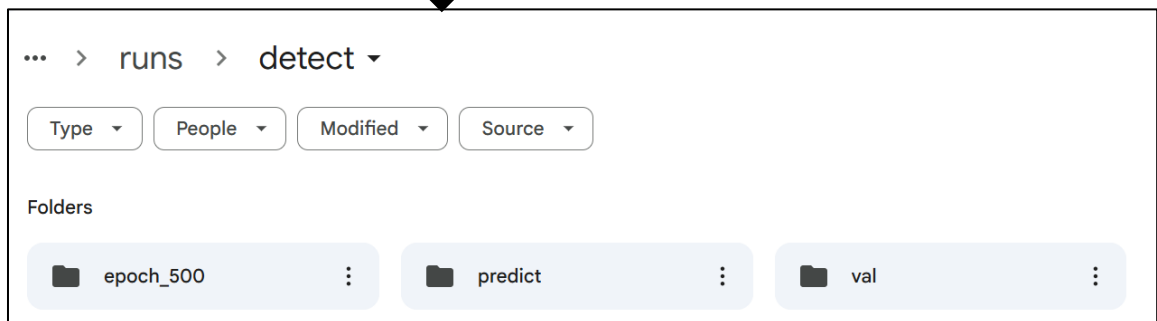 ... > runs > detect
Type People Modified Source
Folders
epoch_500 predict val